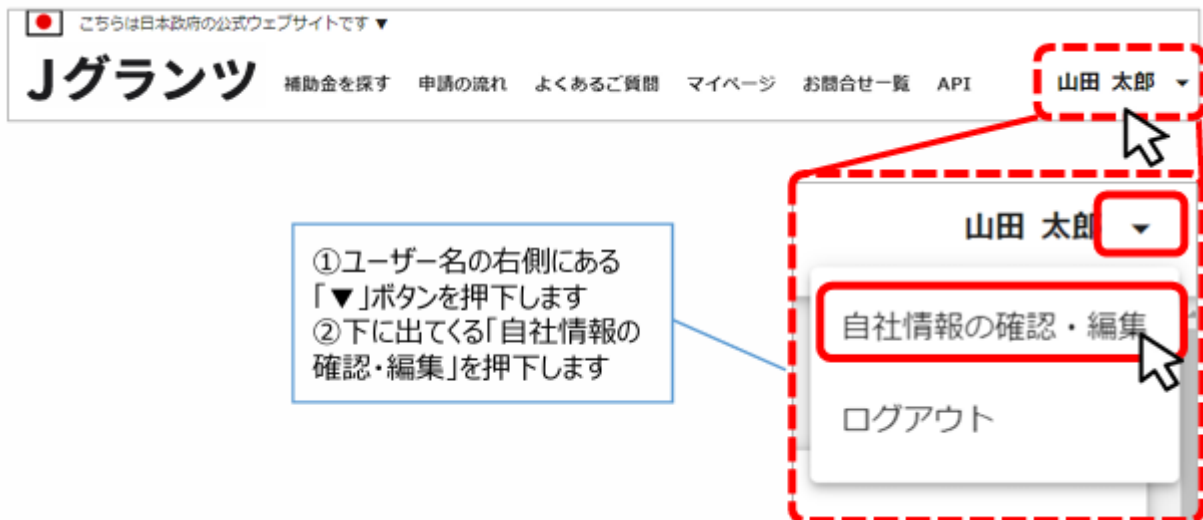 こちらは日本政府の公式ウェブサイトです ▼
Jグランツ 補助金を探す 申請の流れ よくあるご質問 マイページ お問合せ一覧 API 山田 太郎
山田 太郎
①ユーザー名の右側にある
「▼」ボタンを押下します
②下に出てくる「自社情報の
確認・編集」を押下します
自社情報の確認・編集
ログアウト